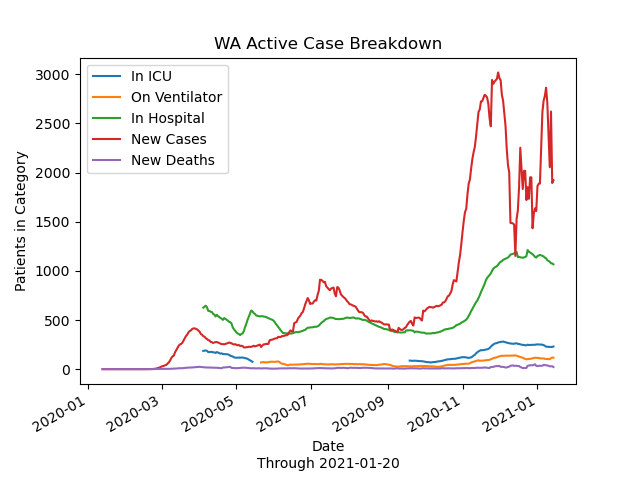 WA Active Case Breakdown
In ICU
On Ventilator
In Hospital
New Cases
New Deaths
Patients in Category
3000
2500
2000
1500
1000
500
0
2020-01
2020-03
2020-05
2020-07
2020-09
2020-11
2021-01
Date
Through 2021-01-20